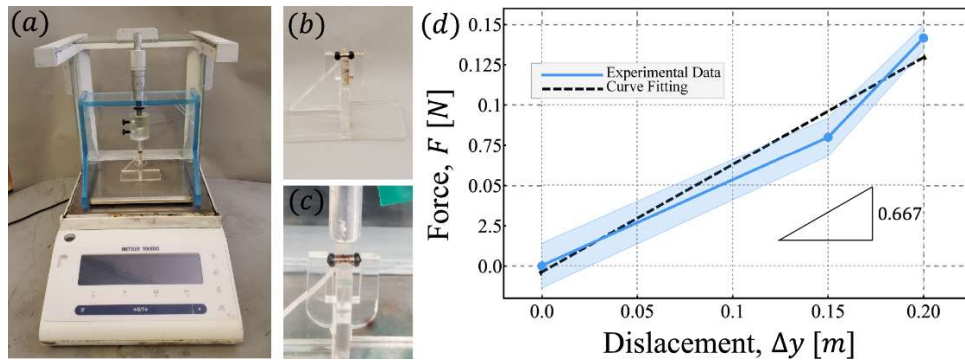 (a)
METTLER TOLEDO
(b)
(c)
(d)
Force, F [N]
0.15
0.125
0.1
0.75
0.05
2.5
0.0
Experimental Data
Curve Fitting
0.667
0.0 0.05 0.1 0.15 0.20
Dislacement, Δy [m]